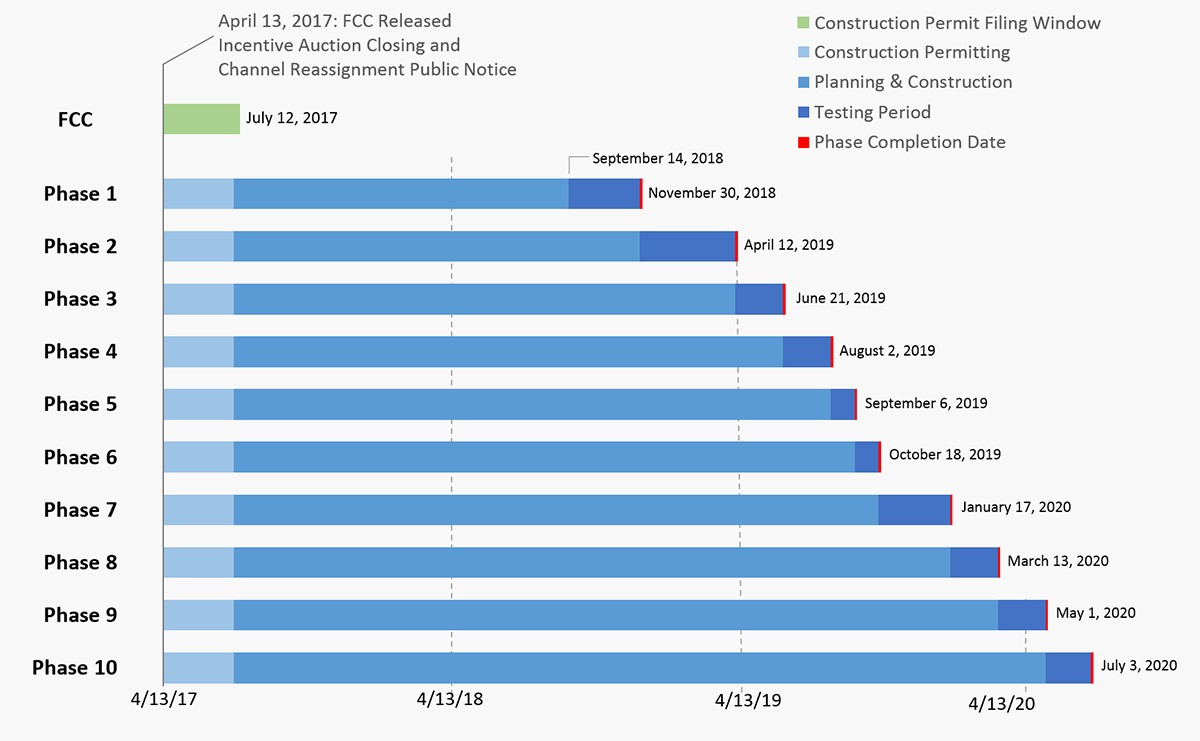 April 13, 2017: FCC Released
Incentive Auction Closing and
Channel Reassignment Public Notice
Construction Permit Filing Window
Construction Permitting
Planning & Construction
Testing Period
Phase Completion Date
FCC
July 12, 2017
September 14, 2018
Phase 1
November 30, 2018
Phase 2
April 12, 2019
Phase 3
June 21, 2019
Phase 4
August 2, 2019
Phase 5
September 6, 2019
Phase 6
October 18, 2019
Phase 7
January 17, 2020
Phase 8
March 13, 2020
Phase 9
May 1, 2020
Phase 10
July 3, 2020
4/13/17
4/13/18
4/13/19
4/13/20